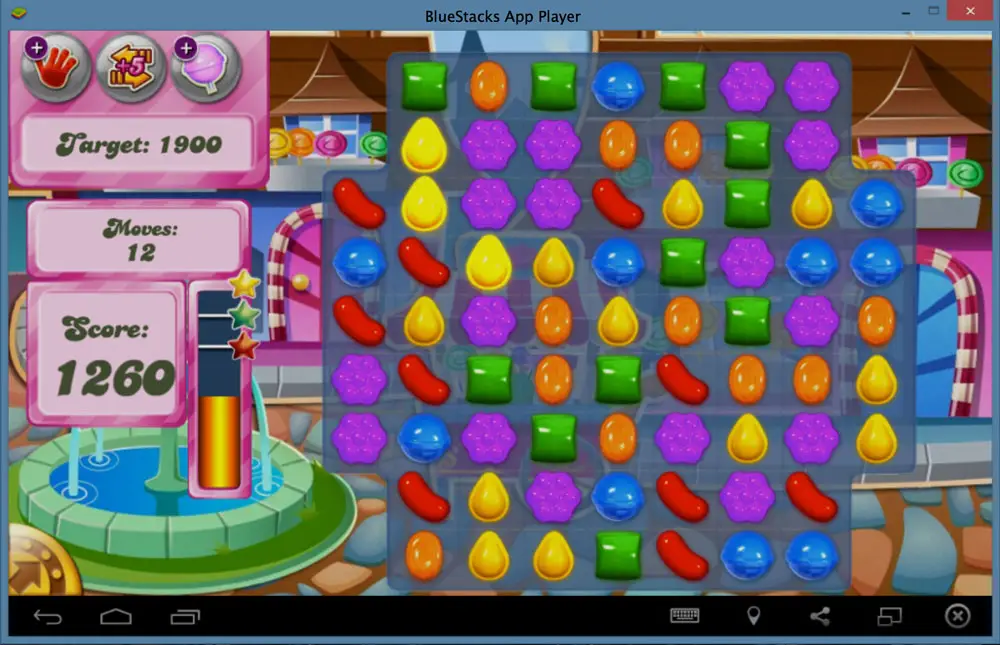 BlueStacks App Player
+5
Target: 1900
Moves:
12
Score:
1260